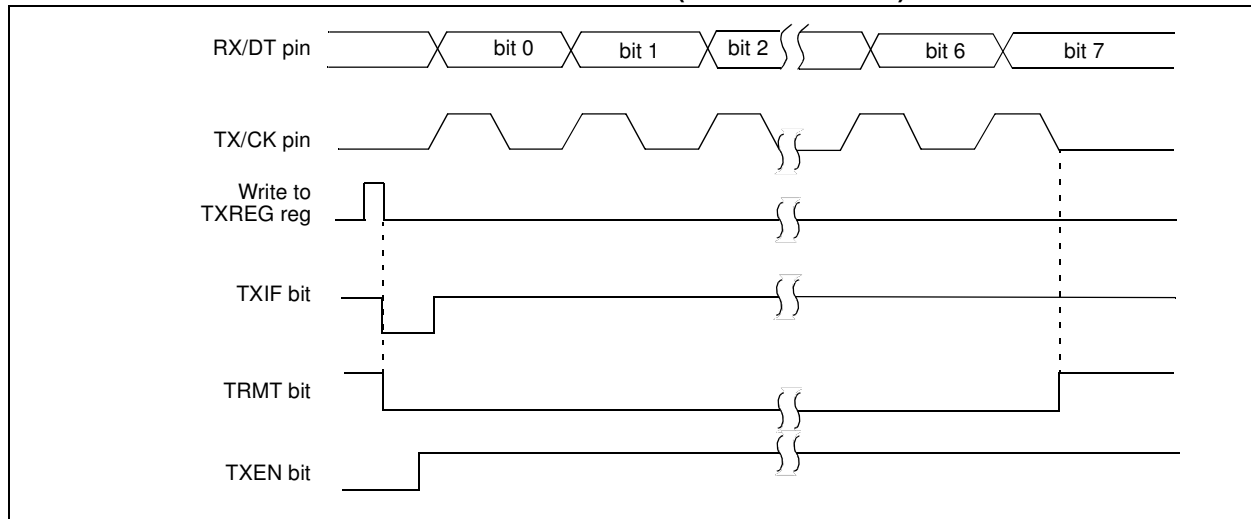 RX/DT pin
bit 0
bit 1
bit 2
bit 6
bit 7
TX/CK pin
Write to
TXREG reg
TXIF bit
TRMT bit
TXEN bit